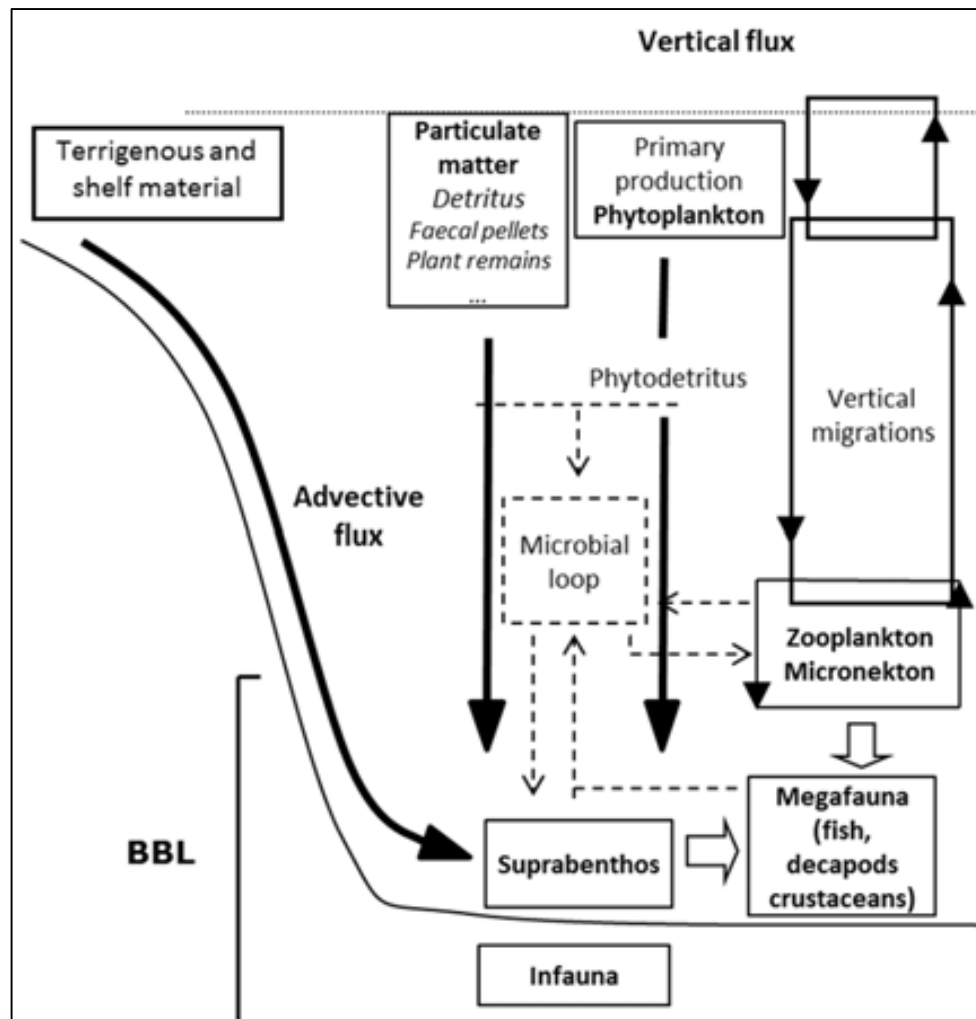 Vertical flux
Terrigenous and
shelf material
Particulate
matter
Detritus
Faecal pellets
Plant remains
...
Primary
production
Phytoplankton
Phytodetritus
Vertical
migrations
Advective
flux
Microbial
loop
Zooplankton
Micronekton
BBL
Suprabenthos
Megafauna
(fish,
decapods
crustaceans)
Infauna